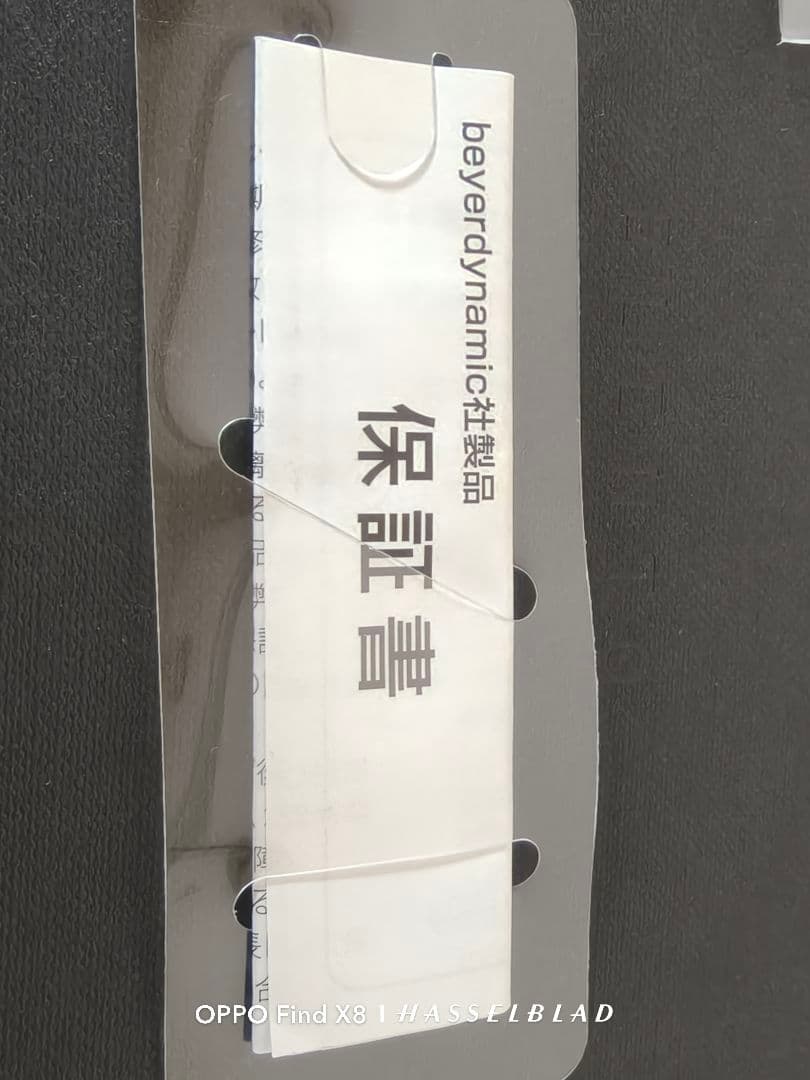 beyerdynamic社製品
保証書
OPPO Find X8 | HASSELBLAD